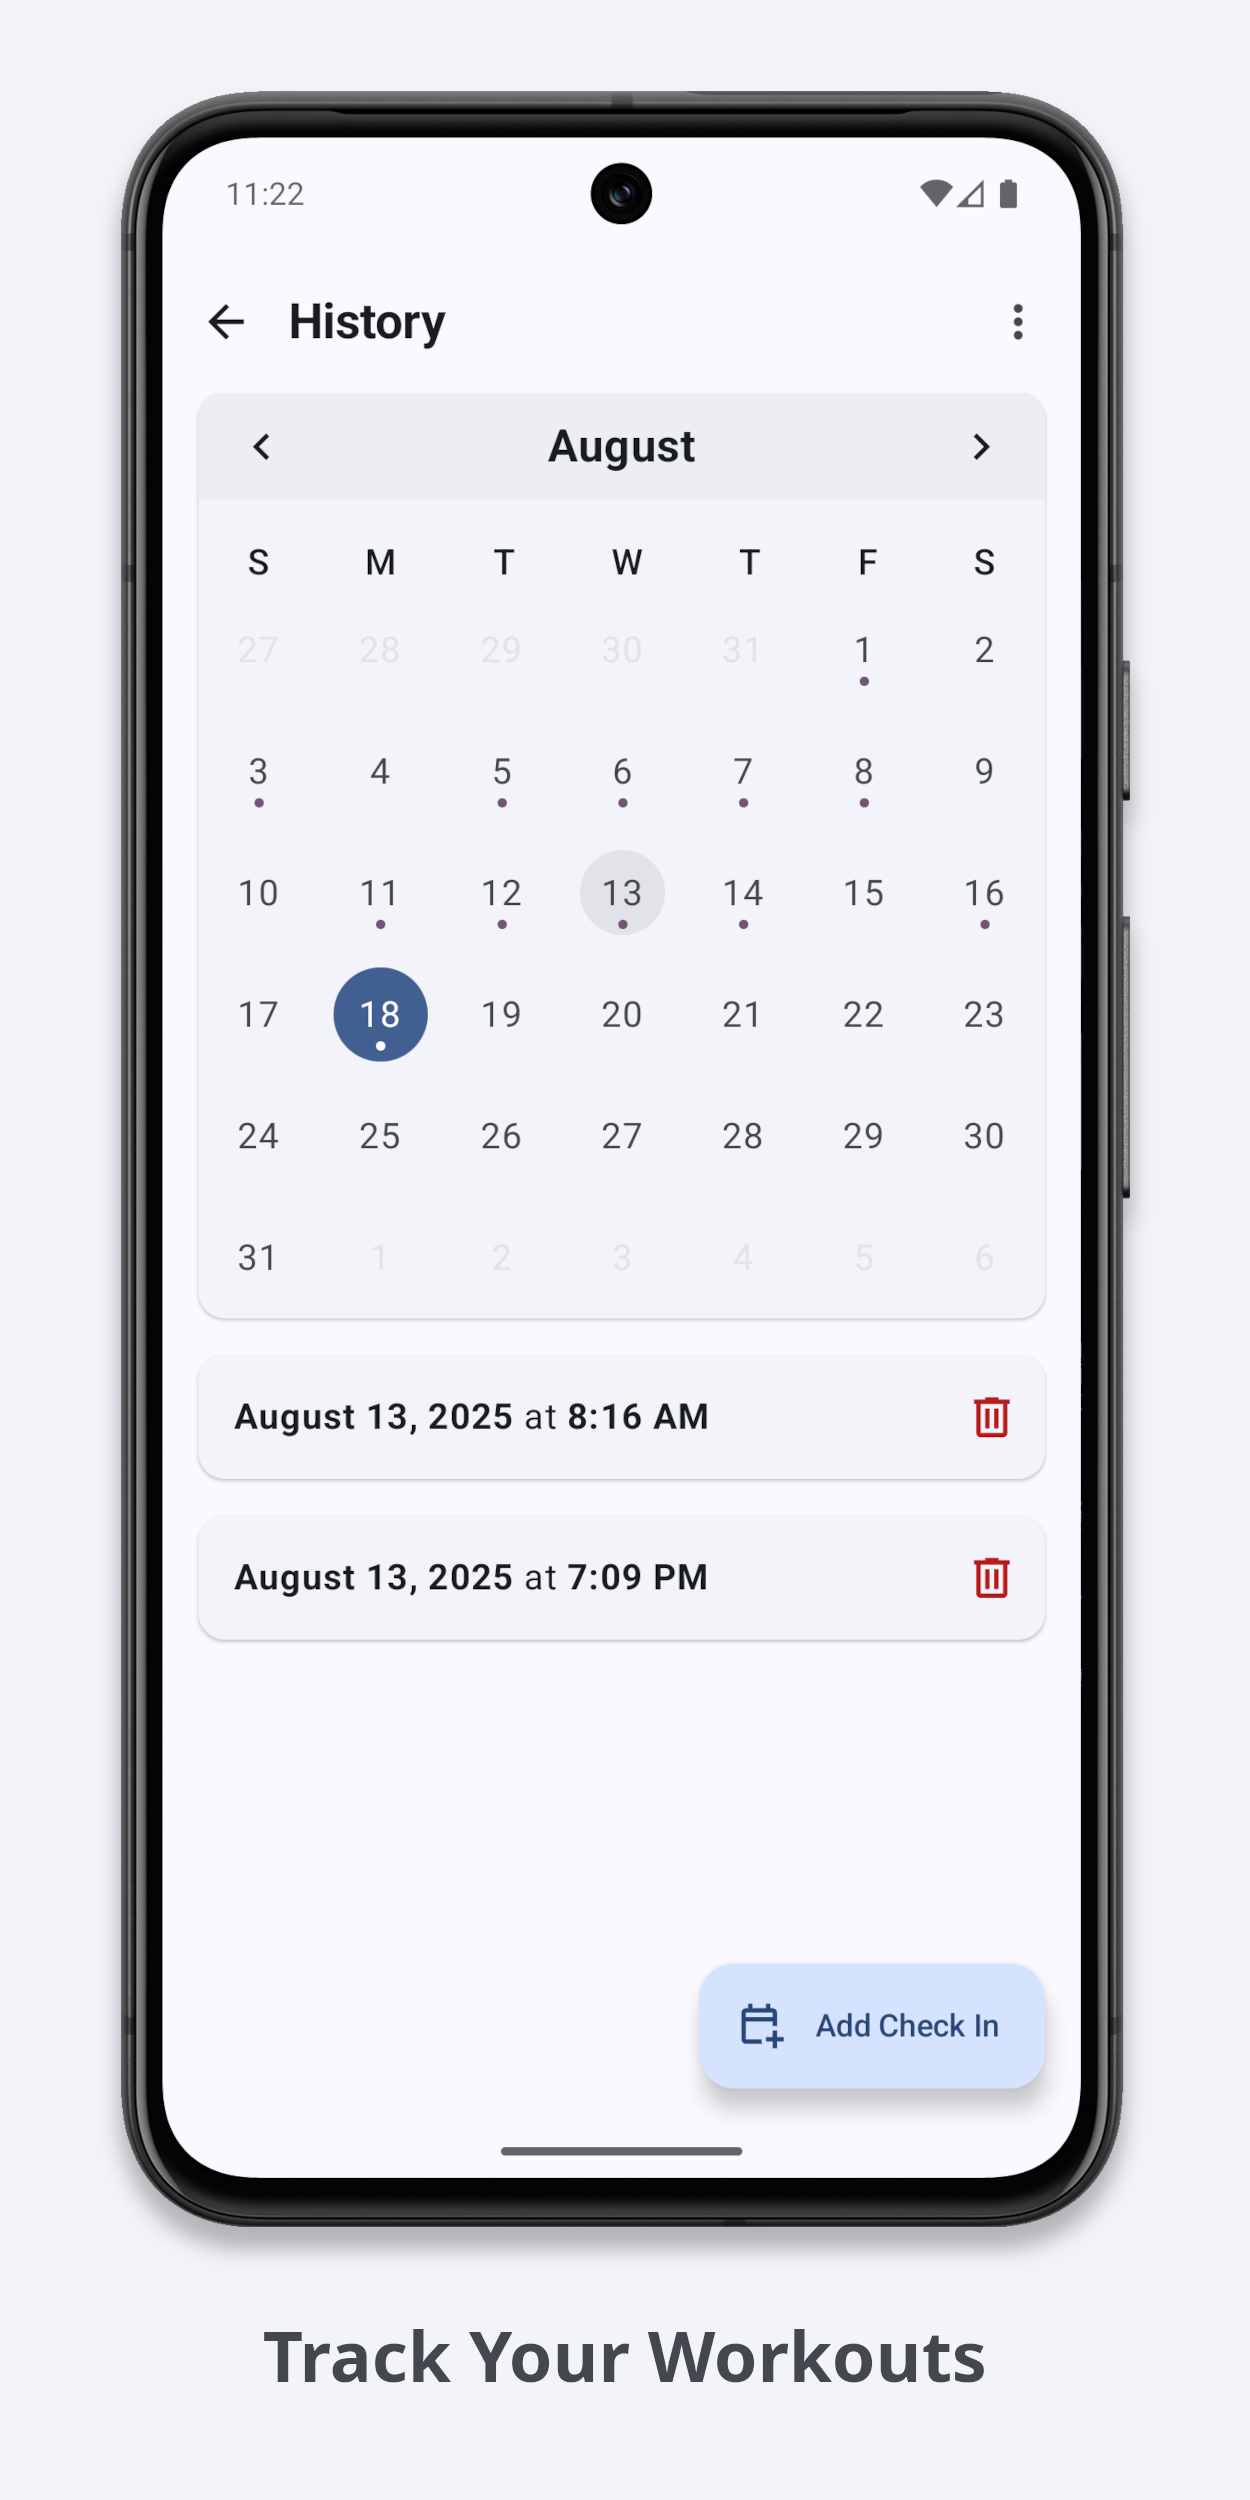 11:22
History
August
S M T W T F S
27 28 29 30 31 1 2
3 4 5 6 7 8 9
10 11 12 13 14 15 16
17 18 19 20 21 22 23
24 25 26 27 28 29 30
31 1 2 3 4 5 6
August 13, 2025 at 8:16 AM
August 13, 2025 at 7:09 PM
Add Check In
Track Your Workouts